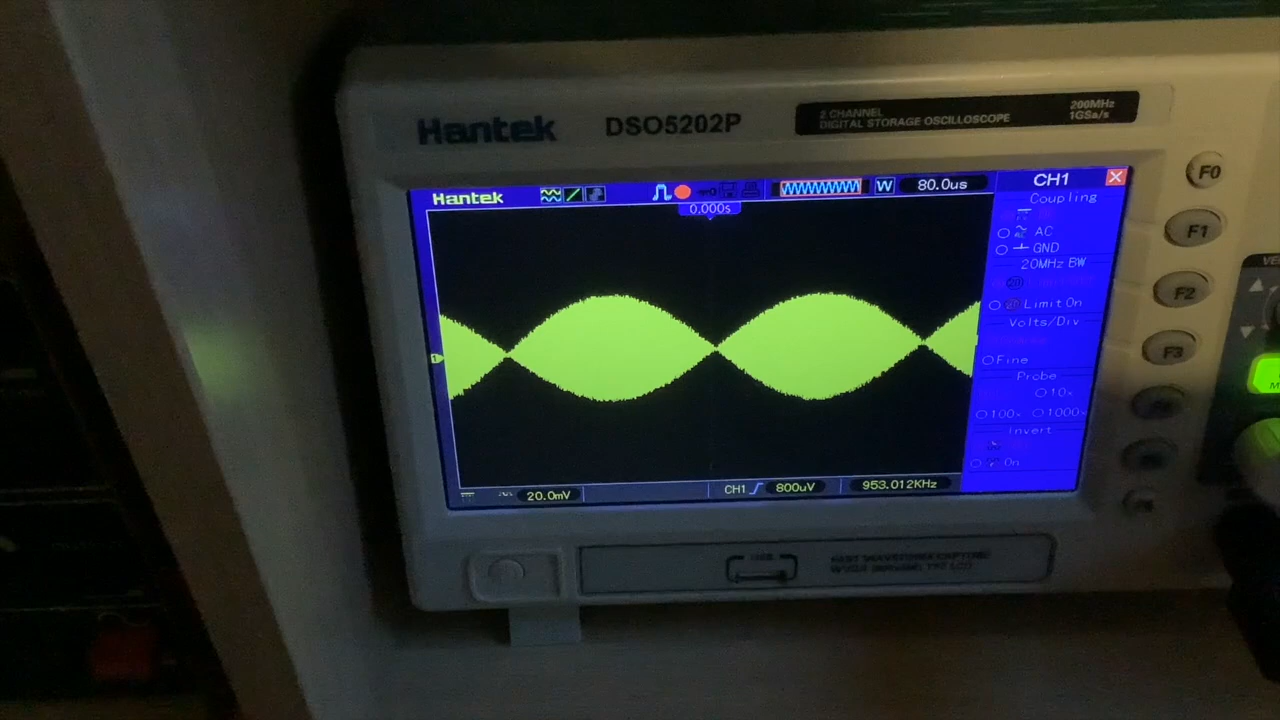 Hantek DSO5202P
2 CHANNEL
DIGITAL STORAGE OSCILLOSCOPE
200MHz
1GSa/s
F0
F1
F2
F3
Hantek
W 80.0us
0.000s
CH1
Coupling
AC
GND
20MHz BW
Limit On
Volts/Div
Fine
Probe
10x
100x 1000x
Invert
On
1
20.0mV CH1 800uV 953.012KHz